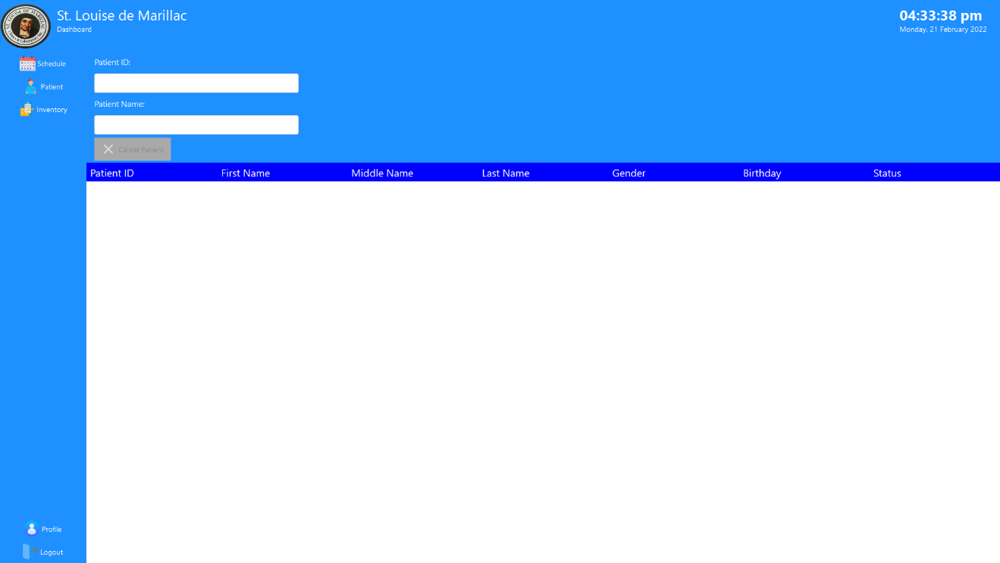 St. Louise de Marillac
Dashboard
04:33:38 pm
Monday, 21 February 2022
Schedule
Patient
Inventory
Patient ID:
Patient Name:
Cancel Patient
Patient ID First Name Middle Name Last Name Gender Birthday Status
Profile
Logout